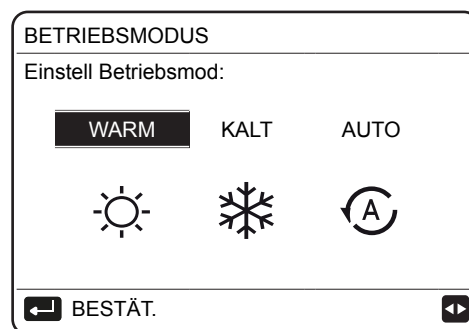 BETRIEBSMODUS
Einstell Betriebsmod:
WARM KALT AUTO
A
BESTÄT.